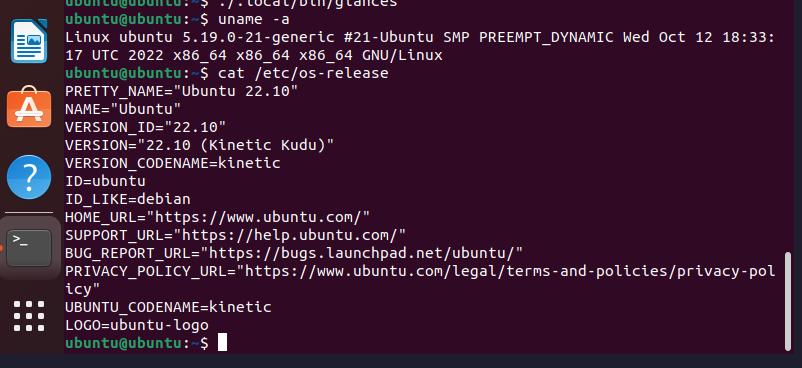 ubuntu@ubuntu:~$ ./.local/bin/glances
ubuntu@ubuntu:~$ uname -a
Linux ubuntu 5.19.0-21-generic #21-Ubuntu SMP PREEMPT_DYNAMIC Wed Oct 12 18:33:
17 UTC 2022 x86_64 x86_64 x86_64 GNU/Linux
ubuntu@ubuntu:~$ cat /etc/os-release
PRETTY_NAME="Ubuntu 22.10"
NAME="Ubuntu"
VERSION_ID="22.10"
VERSION="22.10 (Kinetic Kudu)"
VERSION_CODENAME=kinetic
ID=ubuntu
ID_LIKE=debian
HOME_URL="https://www.ubuntu.com/"
SUPPORT_URL="https://help.ubuntu.com/"
BUG_REPORT_URL="https://bugs.launchpad.net/ubuntu/"
PRIVACY_POLICY_URL="https://www.ubuntu.com/legal/terms-and-policies/privacy-pol
icy"
UBUNTU_CODENAME=kinetic
LOGO=ubuntu-logo
ubuntu@ubuntu:~$